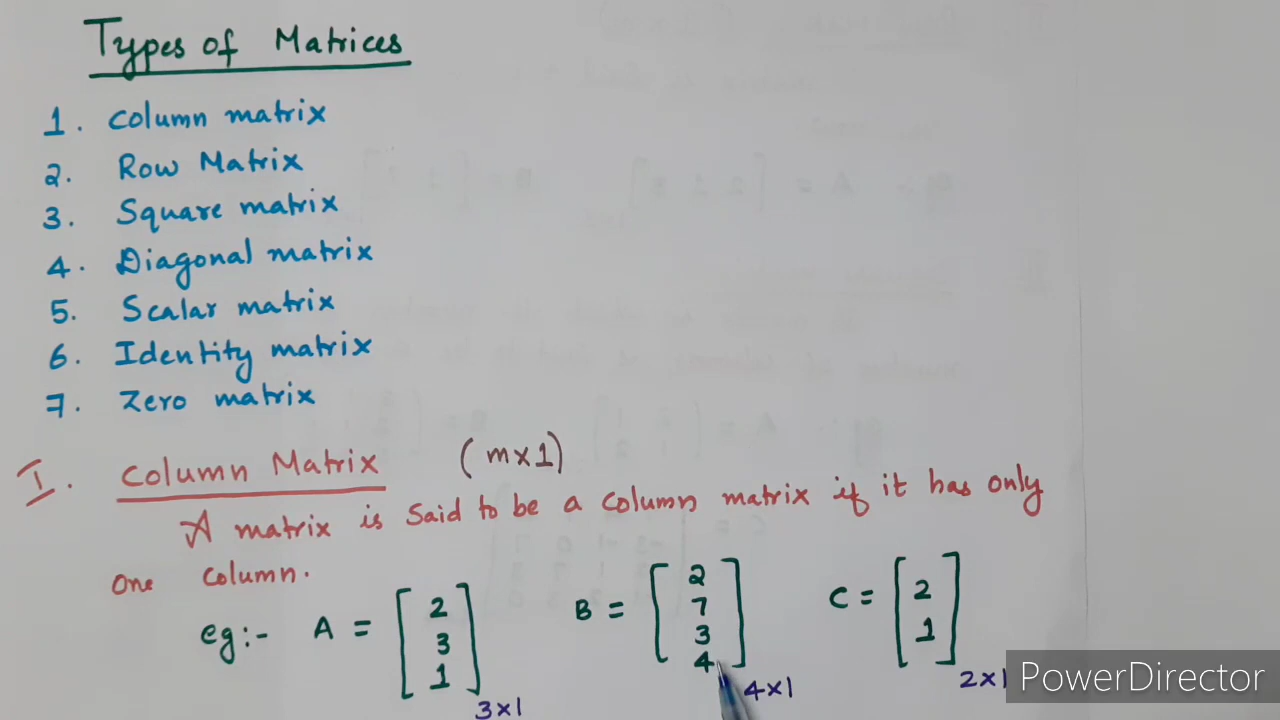 Types of Matrices
1. Column matrix
2. Row Matrix
3. Square matrix
4. Diagonal matrix
5. Scalar matrix
6. Identity matrix
7. Zero matrix
I. Column Matrix (m×1)
A matrix is said to be a column matrix if it has only
one column.
eg:- A = [2 3 1] 3×1 B = [2 7 3 4] 4×1 C = [2 1] 2×1
PowerDirector